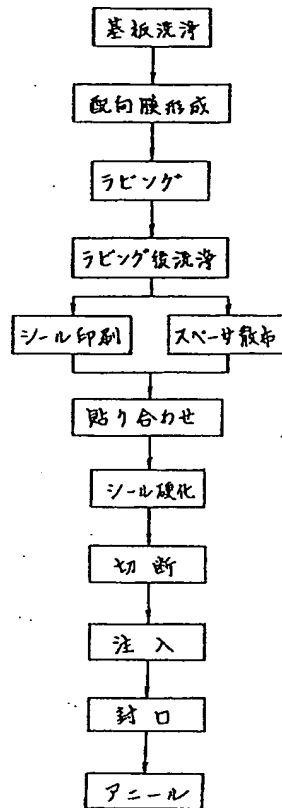 基板洗浄
配向膜形成
ラビング
ラビング後洗浄
シール印刷
スペーサ散布
貼り合わせ
シール硬化
切断
注入
封口
アニール